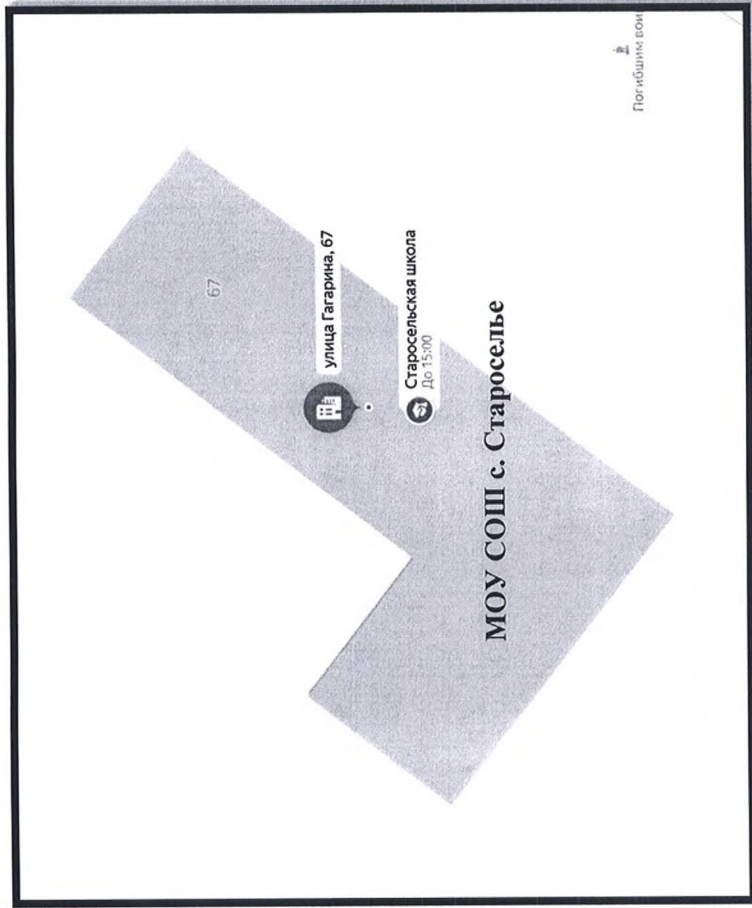 67
улица Гагарина, 67
Старосельская школа
До 15:00
МОУ СОШ с. Староселье
Погибшим вои